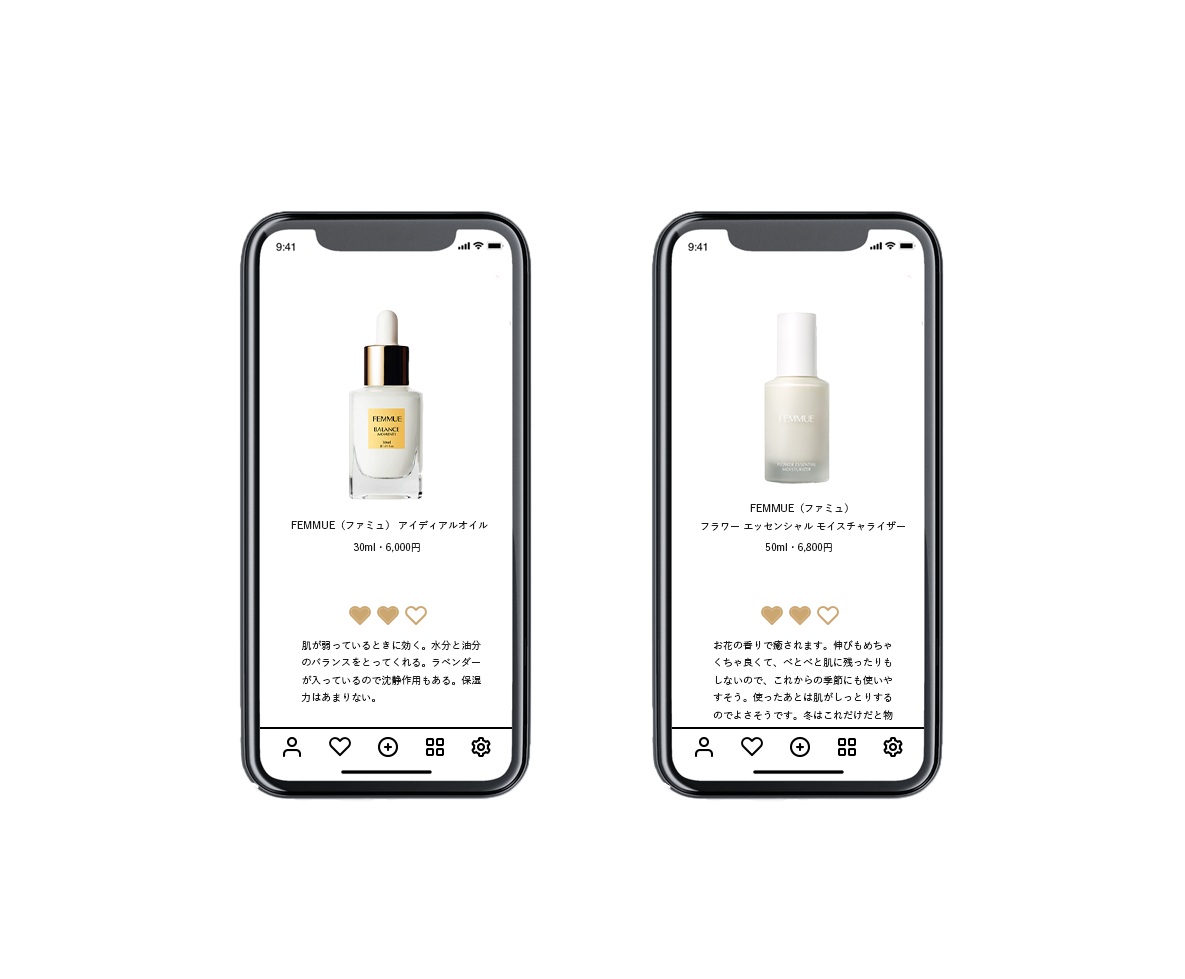 9:41
FEMMUE
BALANCE
FEMMUE（ファミュ） アイディアルオイル
30ml・6,000円
肌が弱っているときに効く。水分と油分
のバランスをとってくれる。ラベンダー
が入っているので沈静作用もある。保湿
力はあまりない。
9:41
FEMMUE
FLOWER ESSENTIAL
MOISTURIZER
FEMMUE（ファミュ）
フラワー エッセンシャル モイスチャライザー
50ml・6,800円
お花の香りで癒されます。伸びもめちゃ
くちゃ良くて、べとべと肌に残ったりも
しないので、これからの季節にも使いや
すそう。使ったあとは肌がしっとりする
のでよさそうです。冬はこれだけだと物